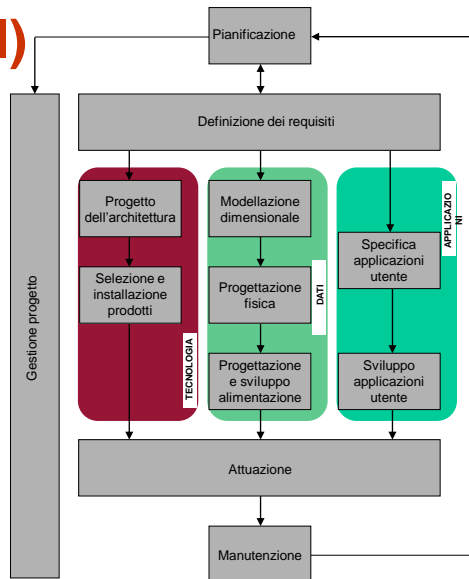 d)
Pianificazione
Definizione dei requisiti
Progetto
dell'architettura
Selezione e
installazione
prodotti
TECNOLOGIA
Modellazione
dimensionale
Progettazione
fisica
Progettazione
e sviluppo
alimentazione
DATI
Specifica
applicazioni
utente
Sviluppo
applicazioni
utente
APPLICAZIO
NI
Gestione progetto
Attuazione
Manutenzione